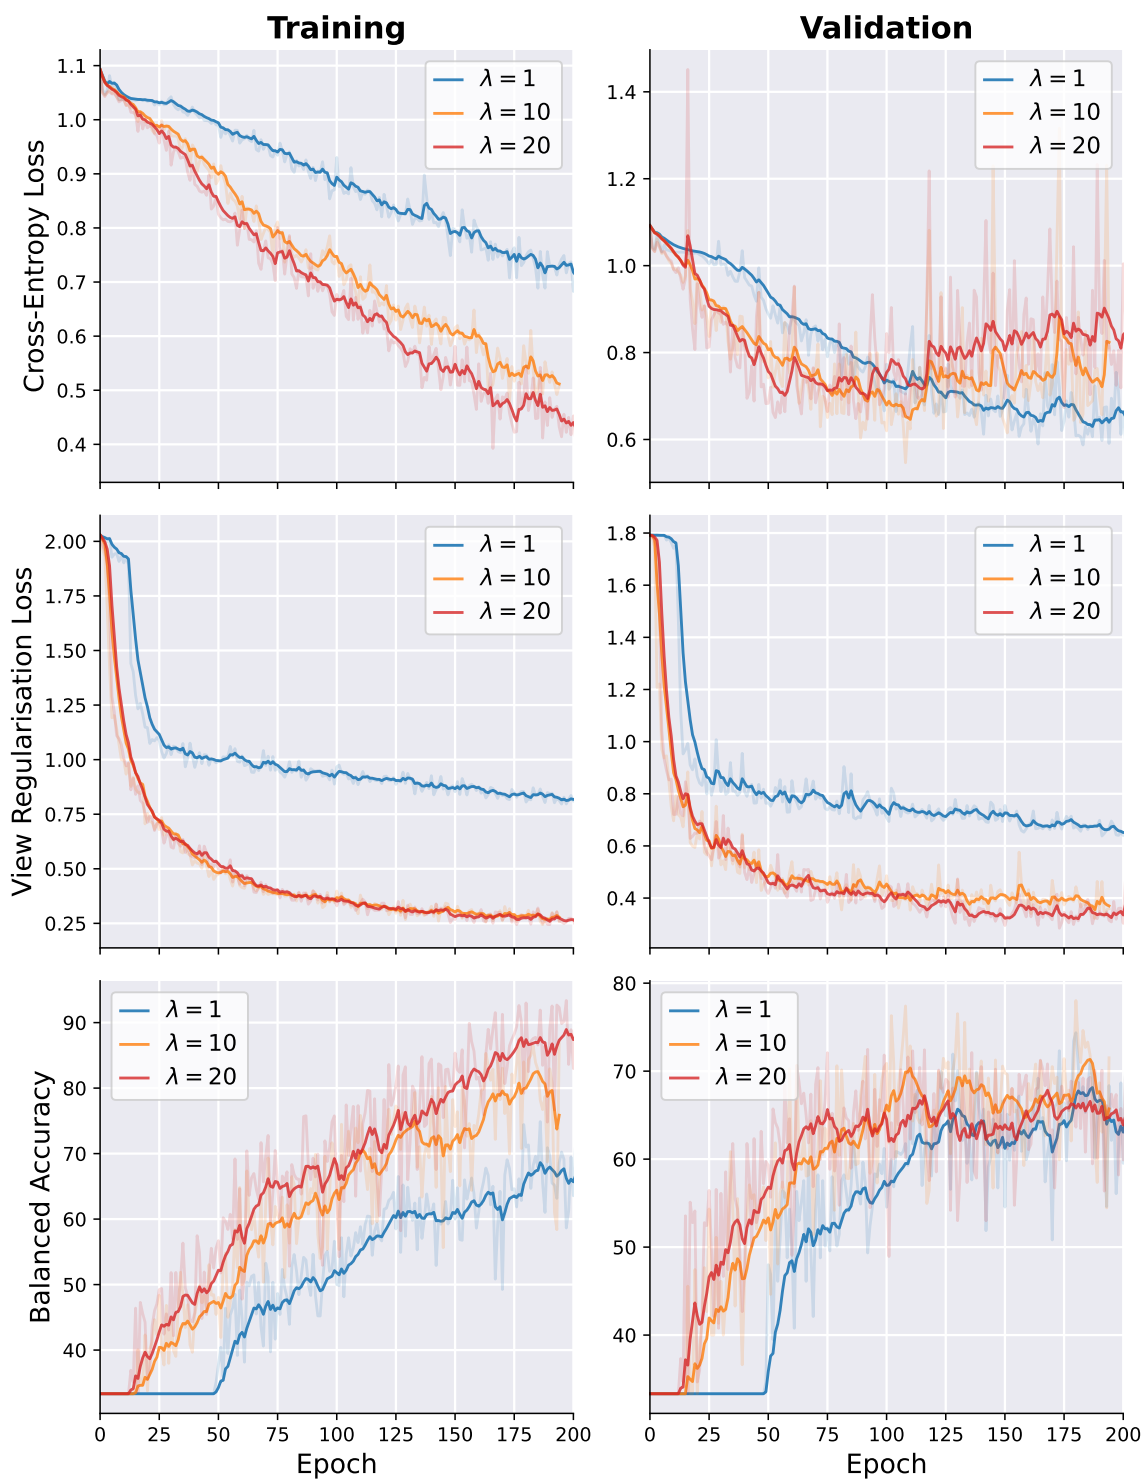 Training
Validation
Cross-Entropy Loss
1.1
1.0
0.9
0.8
0.7
0.6
0.5
0.4
λ = 1
λ = 10
λ = 20
1.4
1.2
1.0
0.8
0.6
λ = 1
λ = 10
λ = 20
View Regularisation Loss
2.00
1.75
1.50
1.25
1.00
0.75
0.50
0.25
λ = 1
λ = 10
λ = 20
1.8
1.6
1.4
1.2
1.0
0.8
0.6
0.4
λ = 1
λ = 10
λ = 20
Balanced Accuracy
90
80
70
60
50
40
λ = 1
λ = 10
λ = 20
0 25 50 75 100 125 150 175 200
Epoch
80
70
60
50
40
λ = 1
λ = 10
λ = 20
0 25 50 75 100 125 150 175 200
Epoch